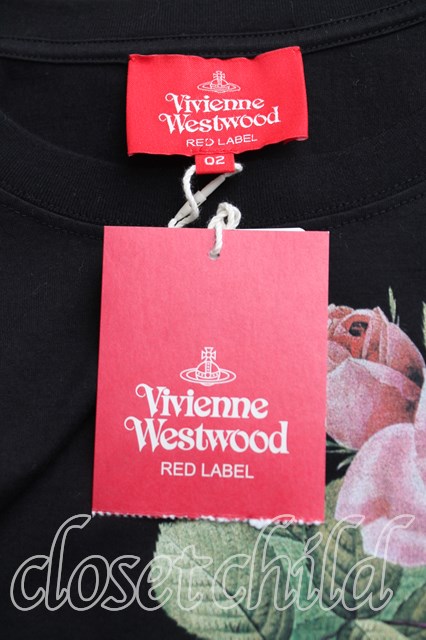 Vivienne
Westwood
RED LABEL
02
Vivienne
Westwood
RED LABEL
closetchild